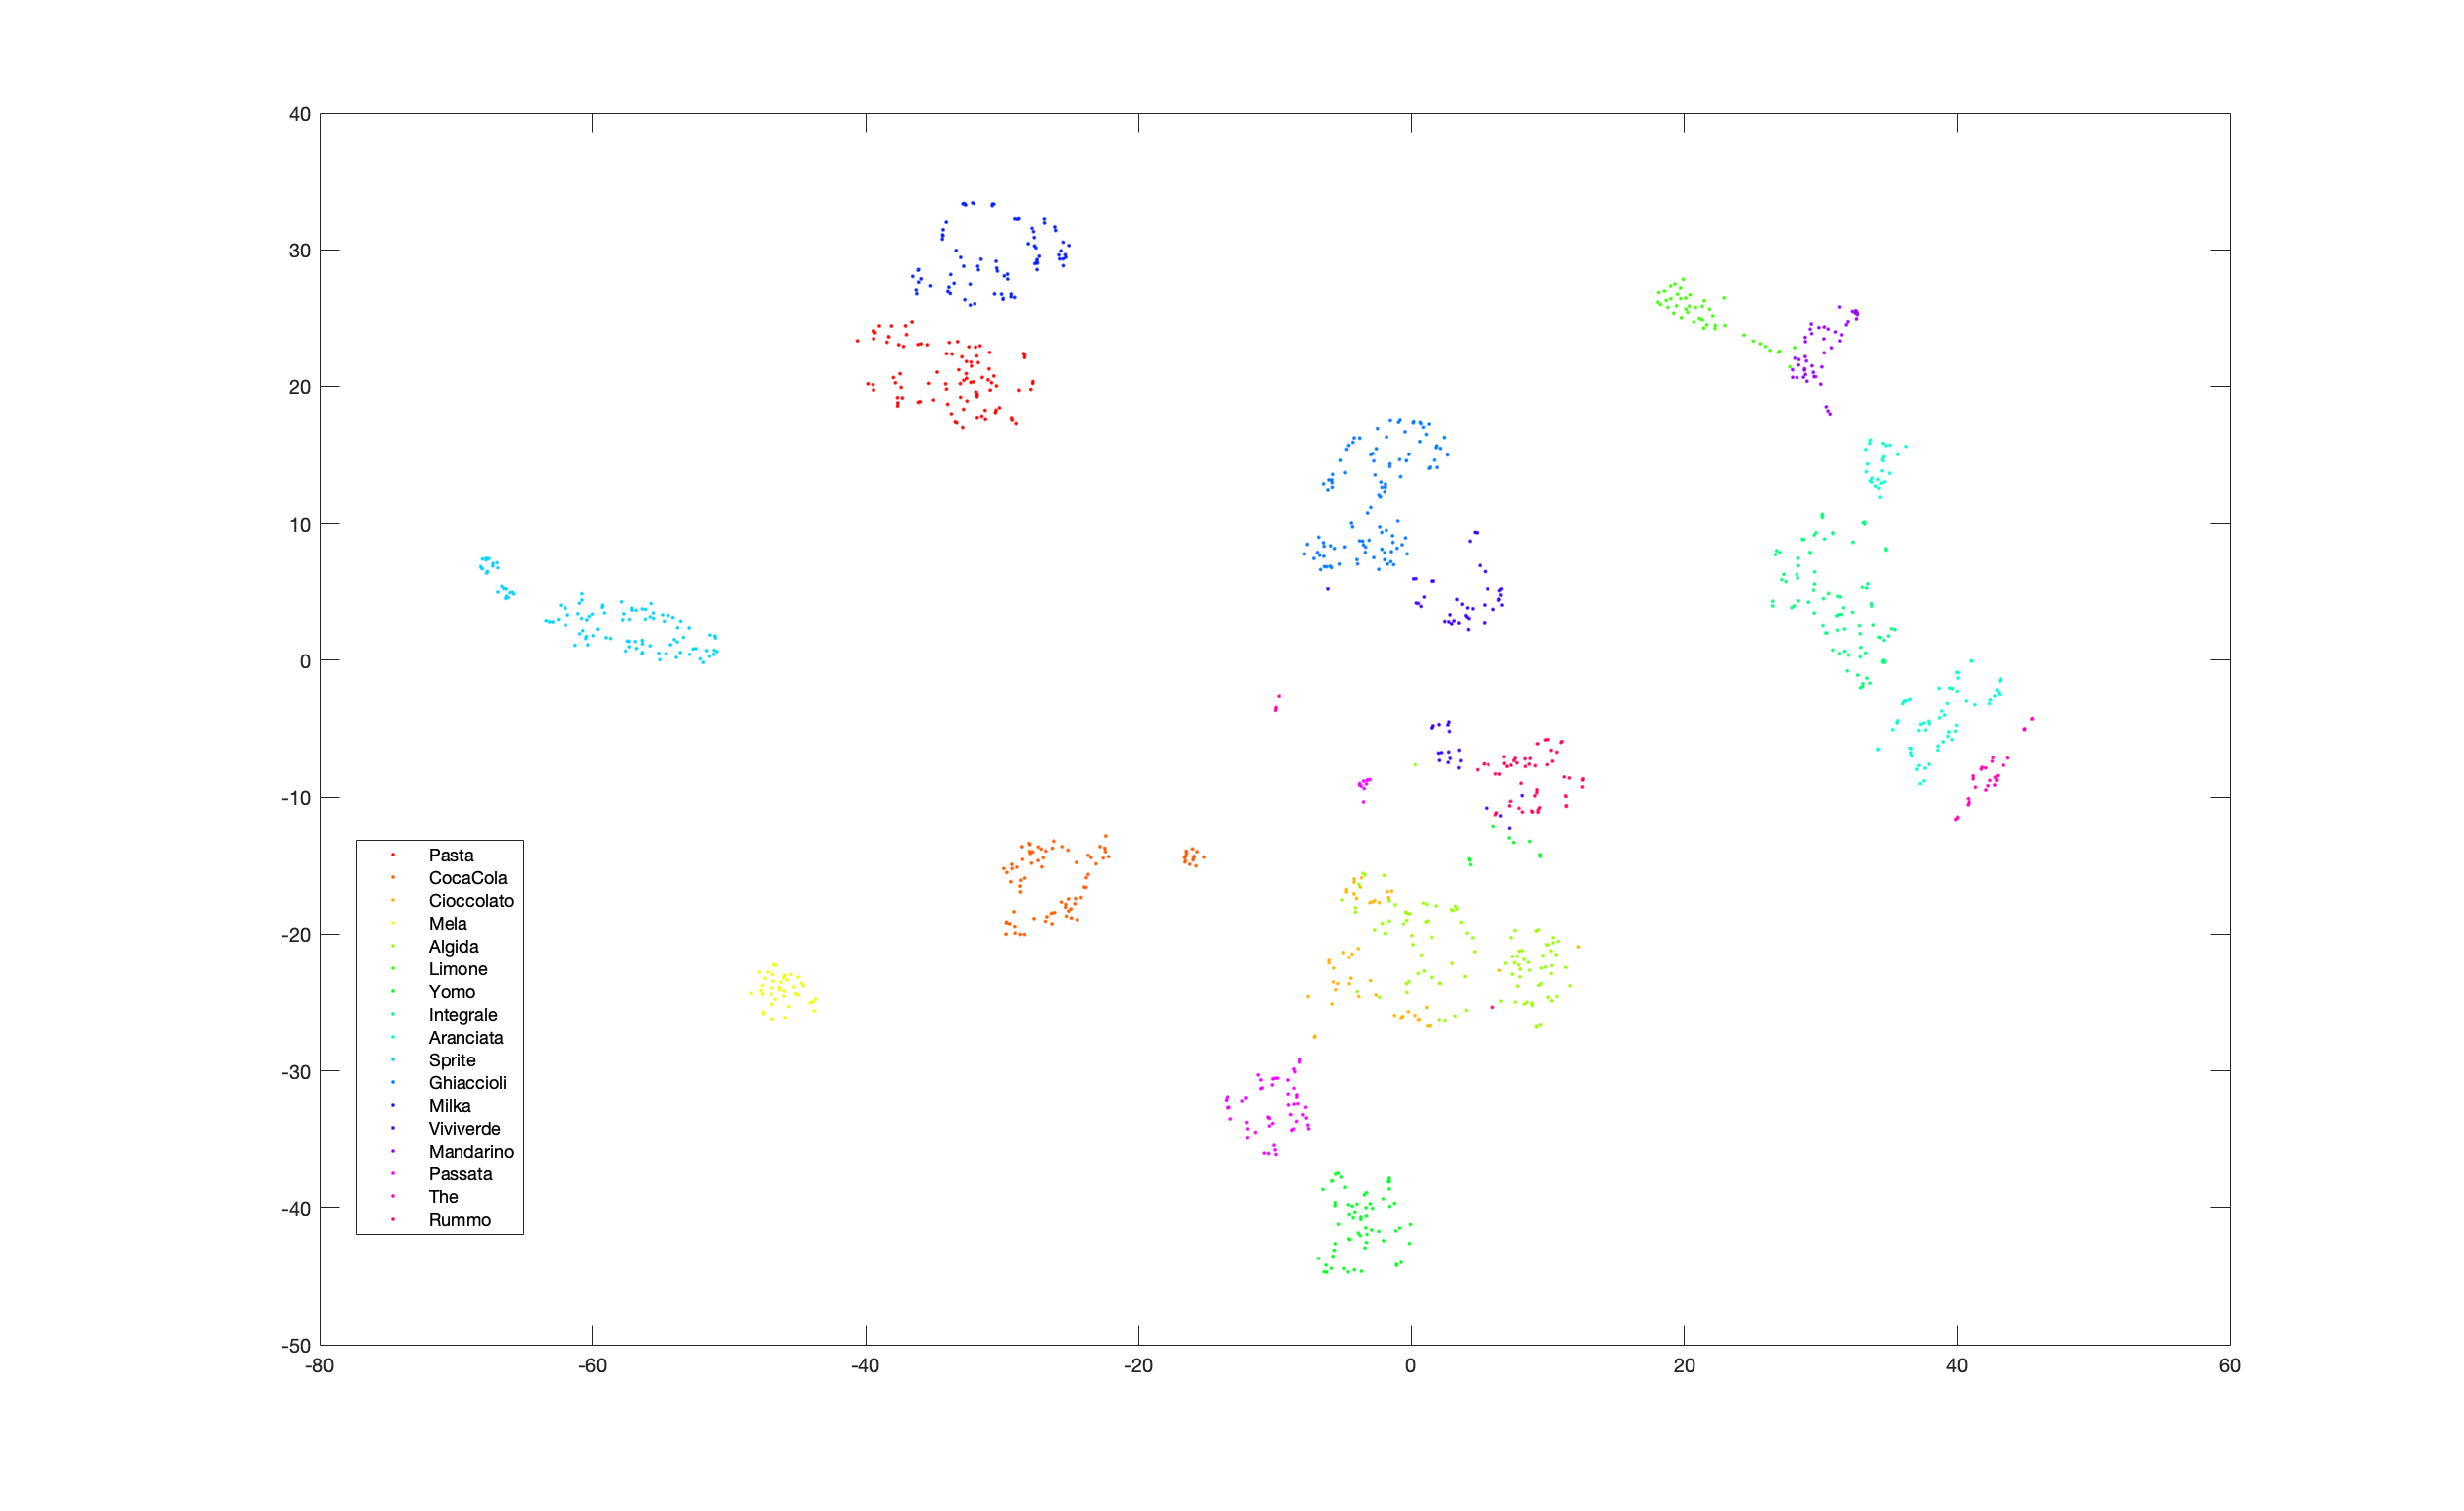 40
30
20
10
0
-10
-20
-30
-40
-50
-80 -60 -40 -20 0 20 40 60
Pasta
CocaCola
Cioccolato
Mela
Algida
Limone
Yomo
Integrale
Aranciata
Sprite
Ghiaccioli
Milka
Viviverde
Mandarino
Passata
The
Rummo